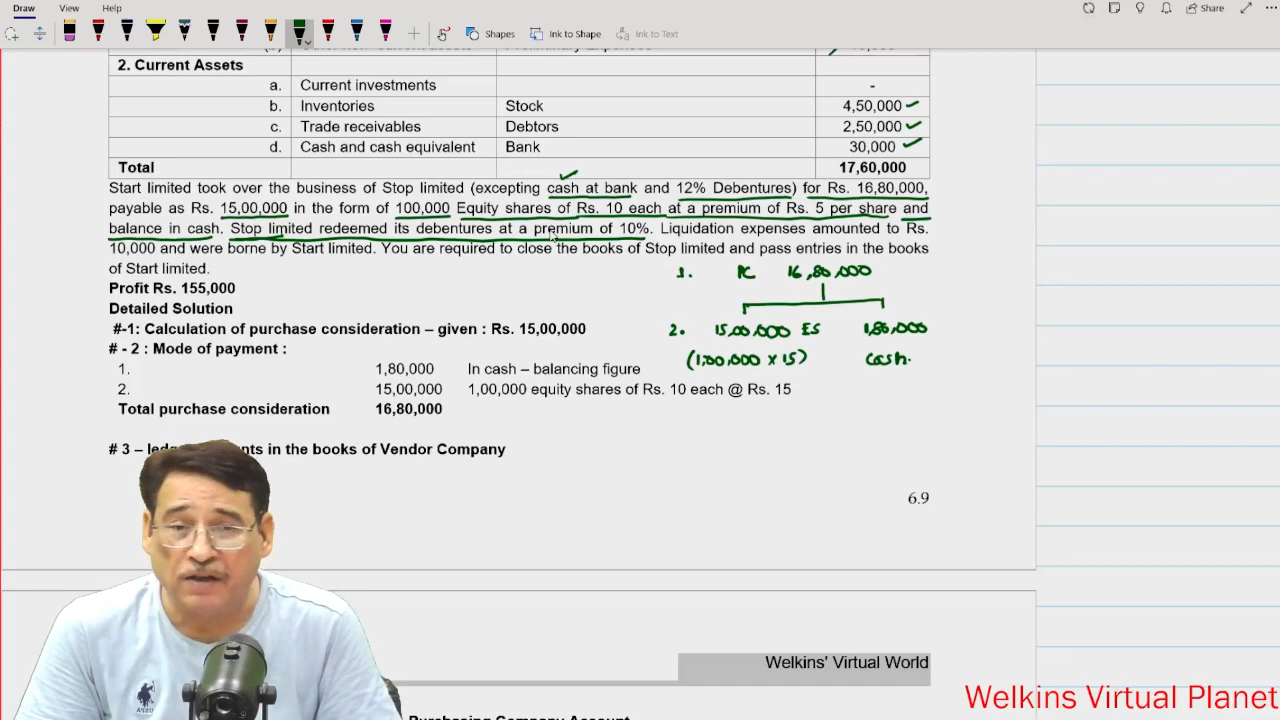 Draw View Help
Share
Shapes Ink to Shape Ink to Text
2. Current Assets
a. Current investments -
b. Inventories Stock 4,50,000
c. Trade receivables Debtors 2,50,000
d. Cash and cash equivalent Bank 30,000
Total 17,60,000
Start limited took over the business of Stop limited (excepting cash at bank and 12% Debentures) for Rs. 16,80,000,
payable as Rs. 15,00,000 in the form of 100,000 Equity shares of Rs. 10 each at a premium of Rs. 5 per share and
balance in cash. Stop limited redeemed its debentures at a premium of 10%. Liquidation expenses amounted to Rs.
10,000 and were borne by Start limited. You are required to close the books of Stop limited and pass entries in the books
of Start limited.
1. PC 16,80,000
Profit Rs. 155,000
Detailed Solution
#-1: Calculation of purchase consideration – given : Rs. 15,00,000
2. 15,00,000 ES 1,80,000
# - 2 : Mode of payment :
(1,00,000 x 15) cash.
1. 1,80,000 In cash – balancing figure
2. 15,00,000 1,00,000 equity shares of Rs. 10 each @ Rs. 15
Total purchase consideration 16,80,000
# 3 – in the books of Vendor Company
6.9
Welkins' Virtual World
Welkins Virtual Planet